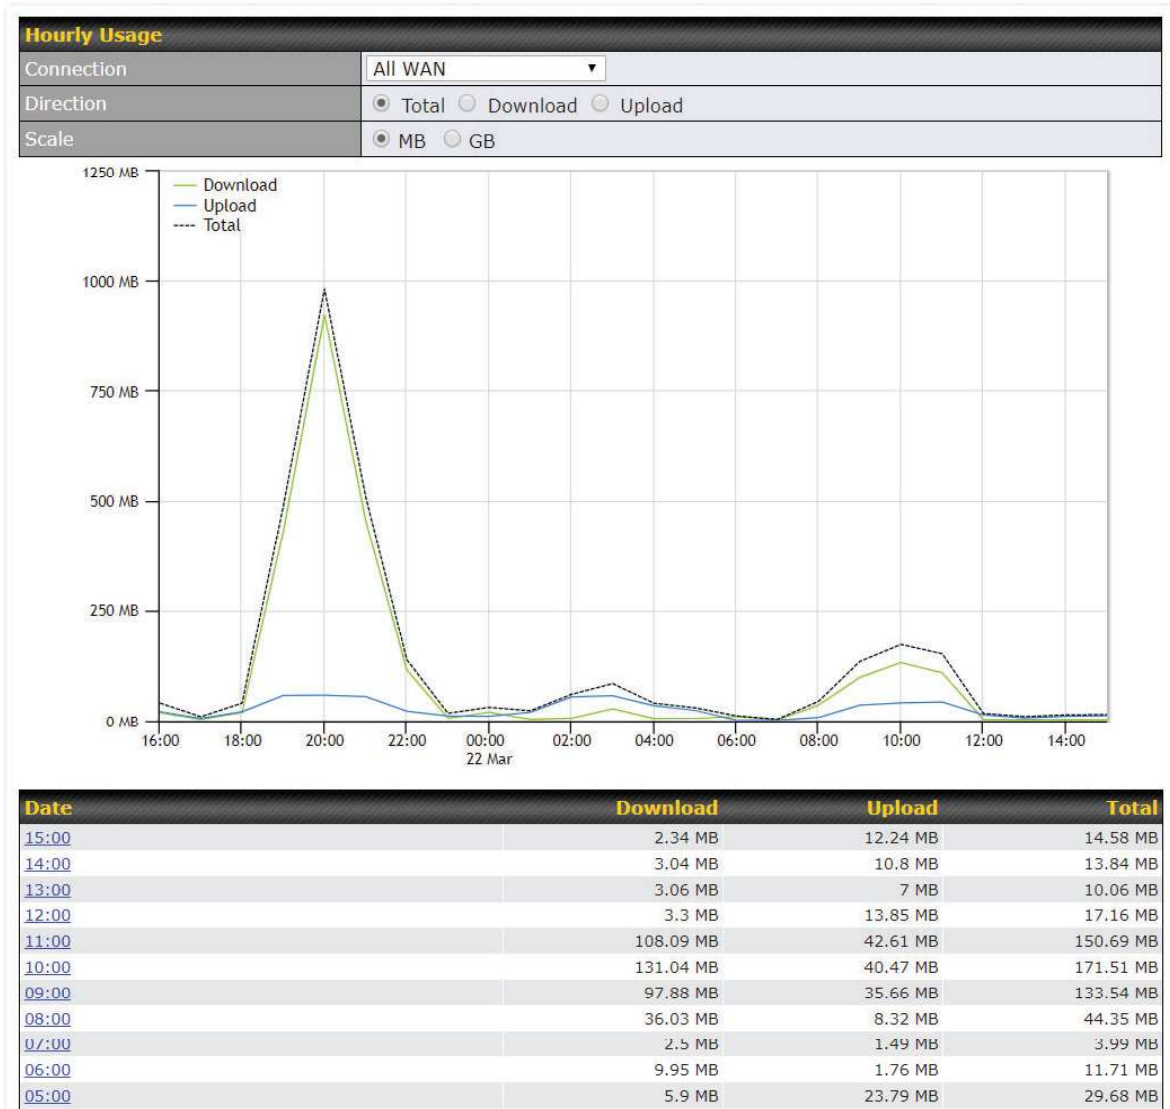 Hourly Usage
Connection All WAN
Direction Total Download Upload
Scale MB GB
1250 MB
Download
Upload
Total
1000 MB
750 MB
500 MB
250 MB
0 MB
16:00 18:00 20:00 22:00 00:00 02:00 04:00 06:00 08:00 10:00 12:00 14:00
22 Mar
Date Download Upload Total
15:00 2.34 MB 12.24 MB 14.58 MB
14:00 3.04 MB 10.8 MB 13.84 MB
13:00 3.06 MB 7 MB 10.06 MB
12:00 3.3 MB 13.85 MB 17.16 MB
11:00 108.09 MB 42.61 MB 150.69 MB
10:00 131.04 MB 40.47 MB 171.51 MB
09:00 97.88 MB 35.66 MB 133.54 MB
08:00 36.03 MB 8.32 MB 44.35 MB
07:00 2.5 MB 1.49 MB 3.99 MB
06:00 9.95 MB 1.76 MB 11.71 MB
05:00 5.9 MB 23.79 MB 29.68 MB